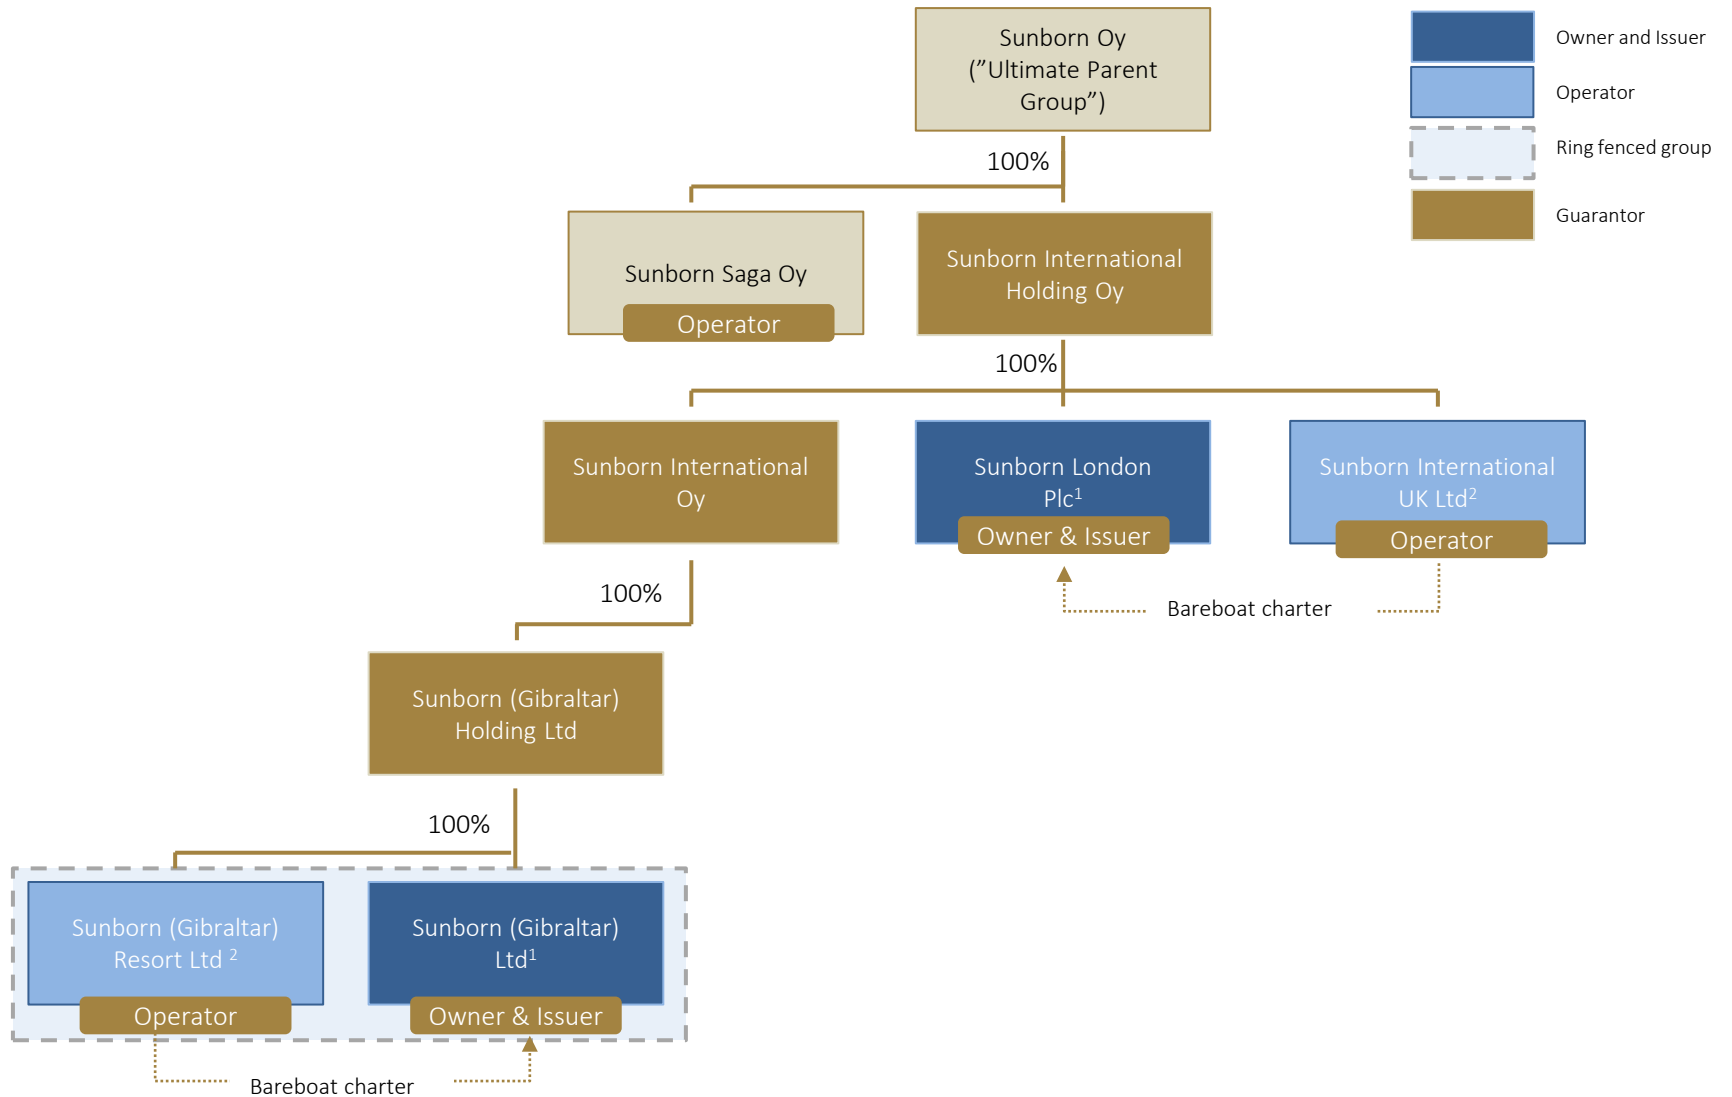 Sunborn Oy
(”Ultimate Parent
Group”)
Owner and Issuer
Operator
Ring fenced group
Guarantor
100%
Sunborn Saga Oy
Operator
Sunborn International
Holding Oy
100%
Sunborn International
Oy
Sunborn London
Plc¹
Owner & Issuer
Sunborn International
UK Ltd²
Operator
Bareboat charter
100%
Sunborn (Gibraltar)
Holding Ltd
100%
Sunborn (Gibraltar)
Resort Ltd ²
Operator
Sunborn (Gibraltar)
Ltd¹
Owner & Issuer
Bareboat charter